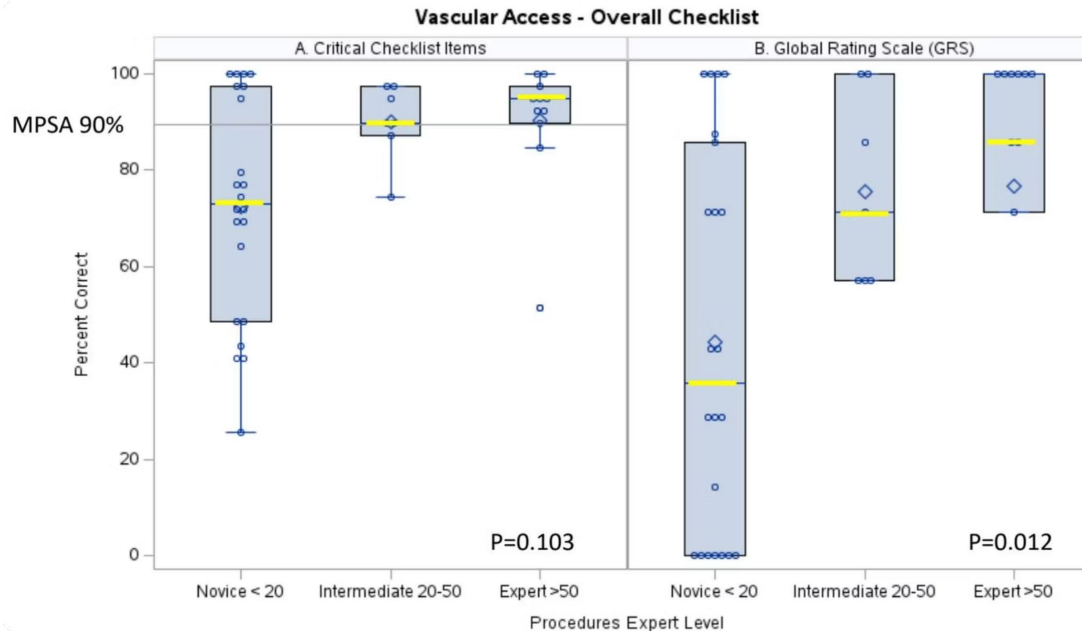 Vascular Access - Overall Checklist
A. Critical Checklist Items
B. Global Rating Scale (GRS)
MPSA 90%
Percent Correct
100
80
60
40
20
0
P=0.103
P=0.012
Novice < 20
Intermediate 20-50
Expert >50
Novice < 20
Intermediate 20-50
Expert >50
Procedures Expert Level